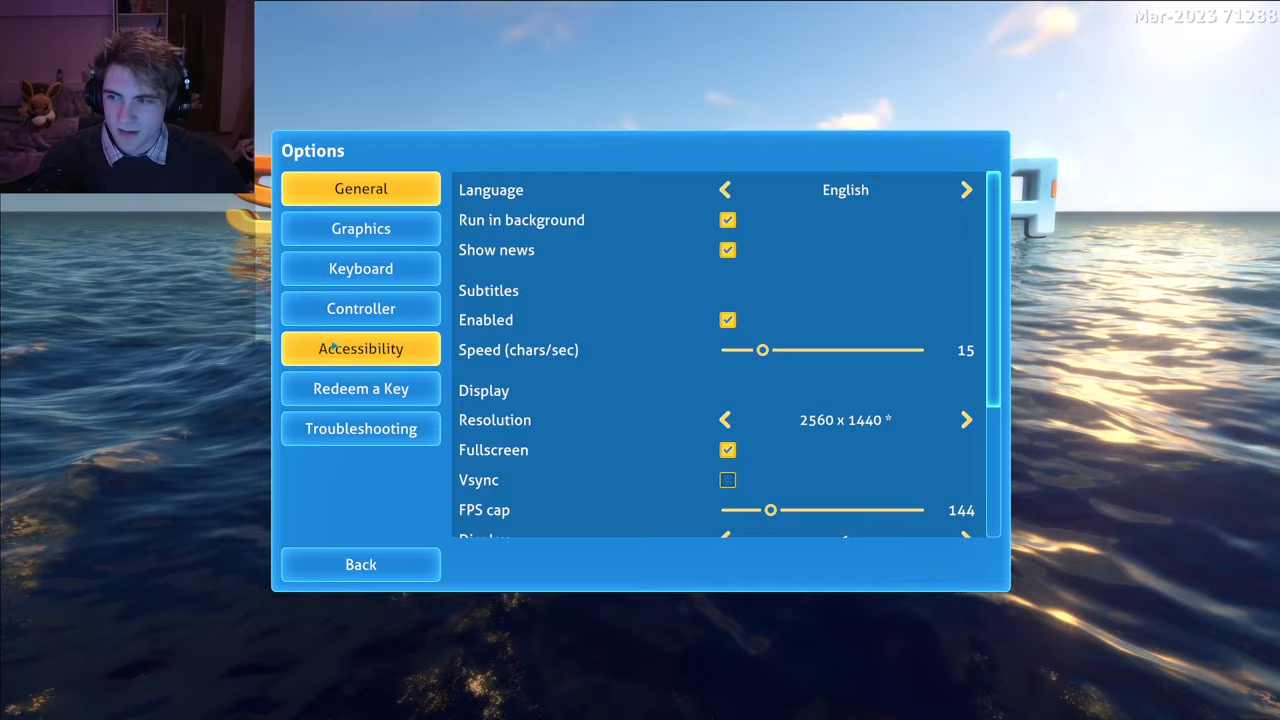 Mar-2023 71288
Options
General
Graphics
Keyboard
Controller
Accessibility
Redeem a Key
Troubleshooting
Back
Language English
Run in background
Show news
Subtitles
Enabled
Speed (chars/sec) 15
Display
Resolution 2560 x 1440 *
Fullscreen
Vsync
FPS cap 144